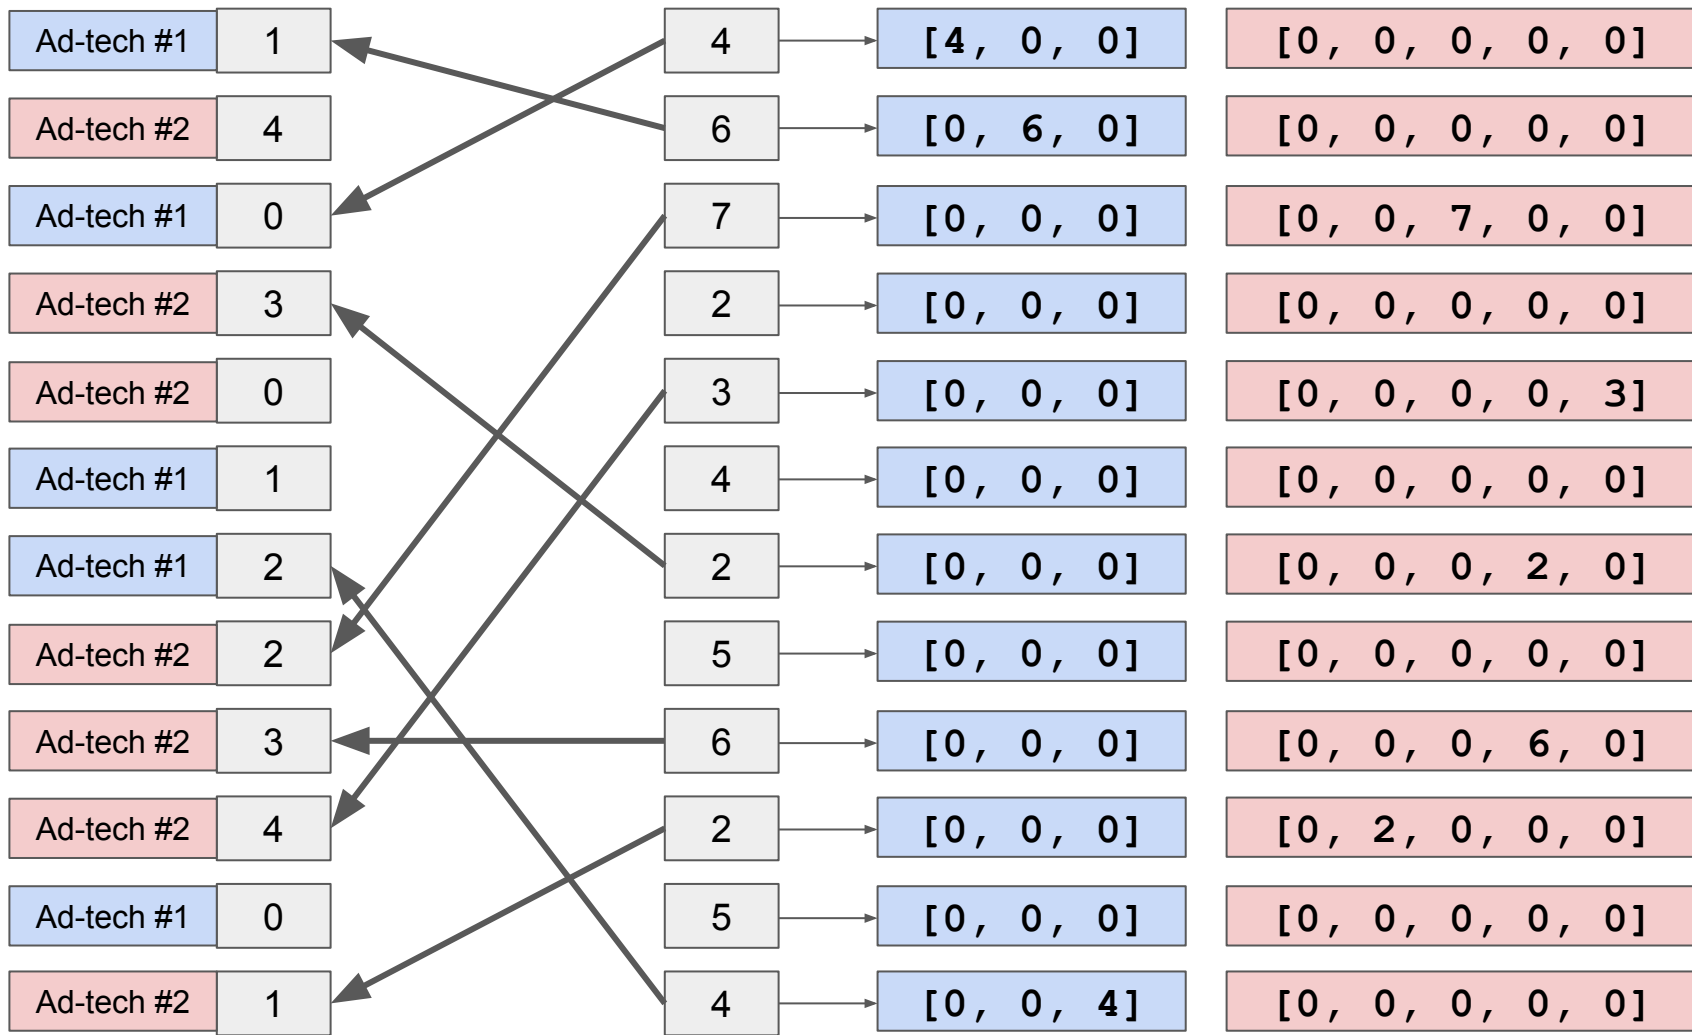 Ad-tech #1 1 4 [4, 0, 0] [0, 0, 0, 0, 0]
Ad-tech #2 4 6 [0, 6, 0] [0, 0, 0, 0, 0]
Ad-tech #1 0 7 [0, 0, 0] [0, 0, 7, 0, 0]
Ad-tech #2 3 2 [0, 0, 0] [0, 0, 0, 0, 0]
Ad-tech #2 0 3 [0, 0, 0] [0, 0, 0, 0, 3]
Ad-tech #1 1 4 [0, 0, 0] [0, 0, 0, 0, 0]
Ad-tech #1 2 2 [0, 0, 0] [0, 0, 0, 2, 0]
Ad-tech #2 2 5 [0, 0, 0] [0, 0, 0, 0, 0]
Ad-tech #2 3 6 [0, 0, 0] [0, 0, 0, 6, 0]
Ad-tech #2 4 2 [0, 0, 0] [0, 2, 0, 0, 0]
Ad-tech #1 0 5 [0, 0, 0] [0, 0, 0, 0, 0]
Ad-tech #2 1 4 [0, 0, 4] [0, 0, 0, 0, 0]